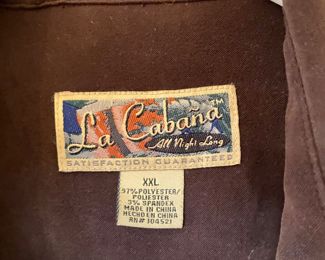 La Cabana™
All Night Long
SATISFACTION GUARANTEED
XXL
97% POLYESTER/
POLIESTER
3% SPANDEX
MADE IN CHINA
HECHO EN CHINA
RN# 104521